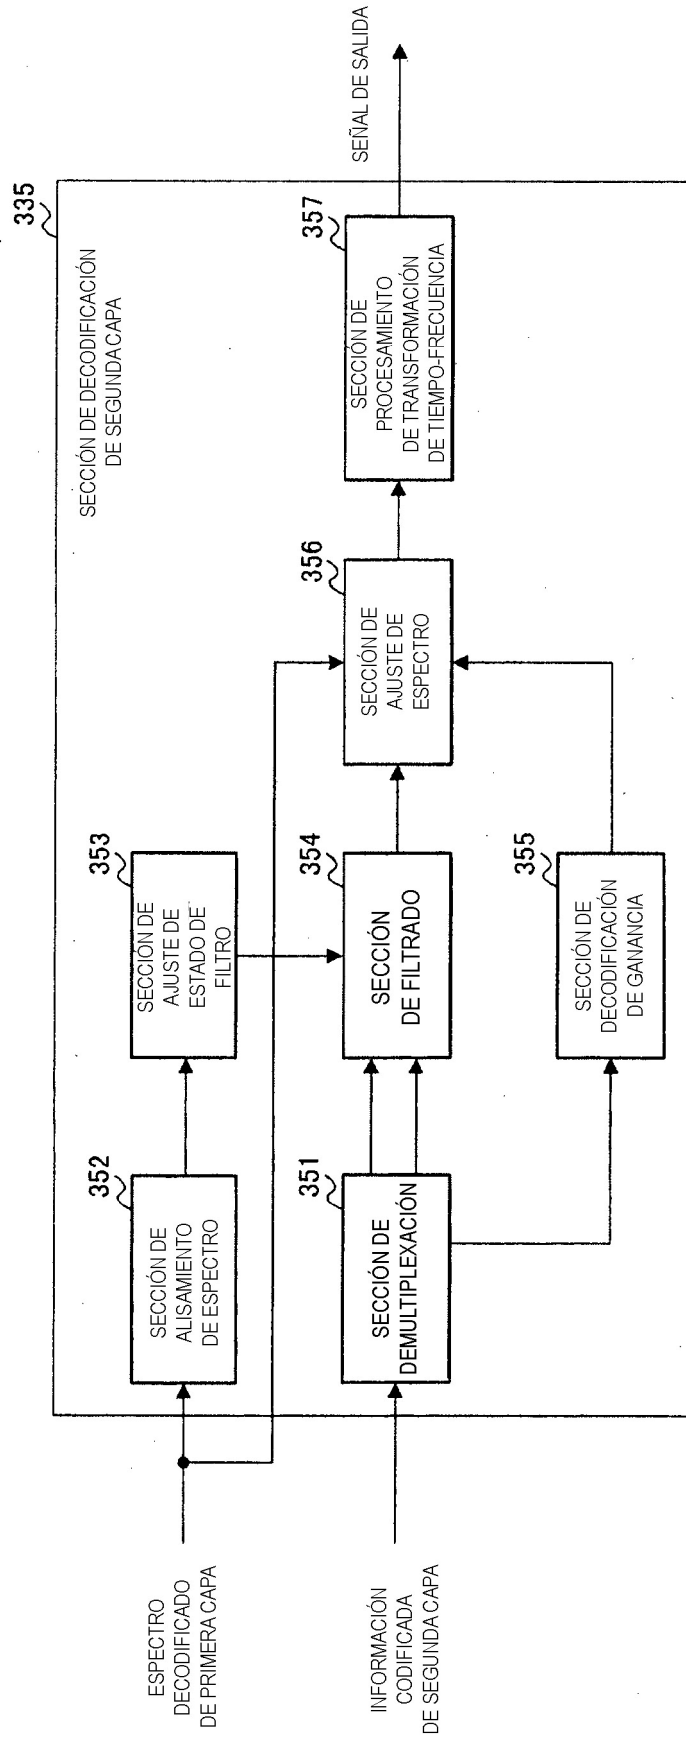 335
SECCIÓN DE DECODIFICACIÓN
DE SEGUNDA CAPA
ESPECTRO
DECODIFICADO
DE PRIMERA CAPA
352
SECCIÓN DE
ALISAMIENTO
DE ESPECTRO
353
SECCIÓN DE
AJUSTE DE
ESTADO DE
FILTRO
INFORMACIÓN
CODIFICADA
DE SEGUNDA CAPA
351
SECCIÓN DE
DEMULTIPLEXACIÓN
354
SECCIÓN
DE FILTRADO
356
SECCIÓN DE
AJUSTE DE
ESPECTRO
357
SECCIÓN DE
PROCESAMIENTO
DE TRANSFORMACIÓN
DE TIEMPO-FRECUENCIA
SEÑAL DE SALIDA
355
SECCIÓN DE
DECODIFICACIÓN
DE GANANCIA